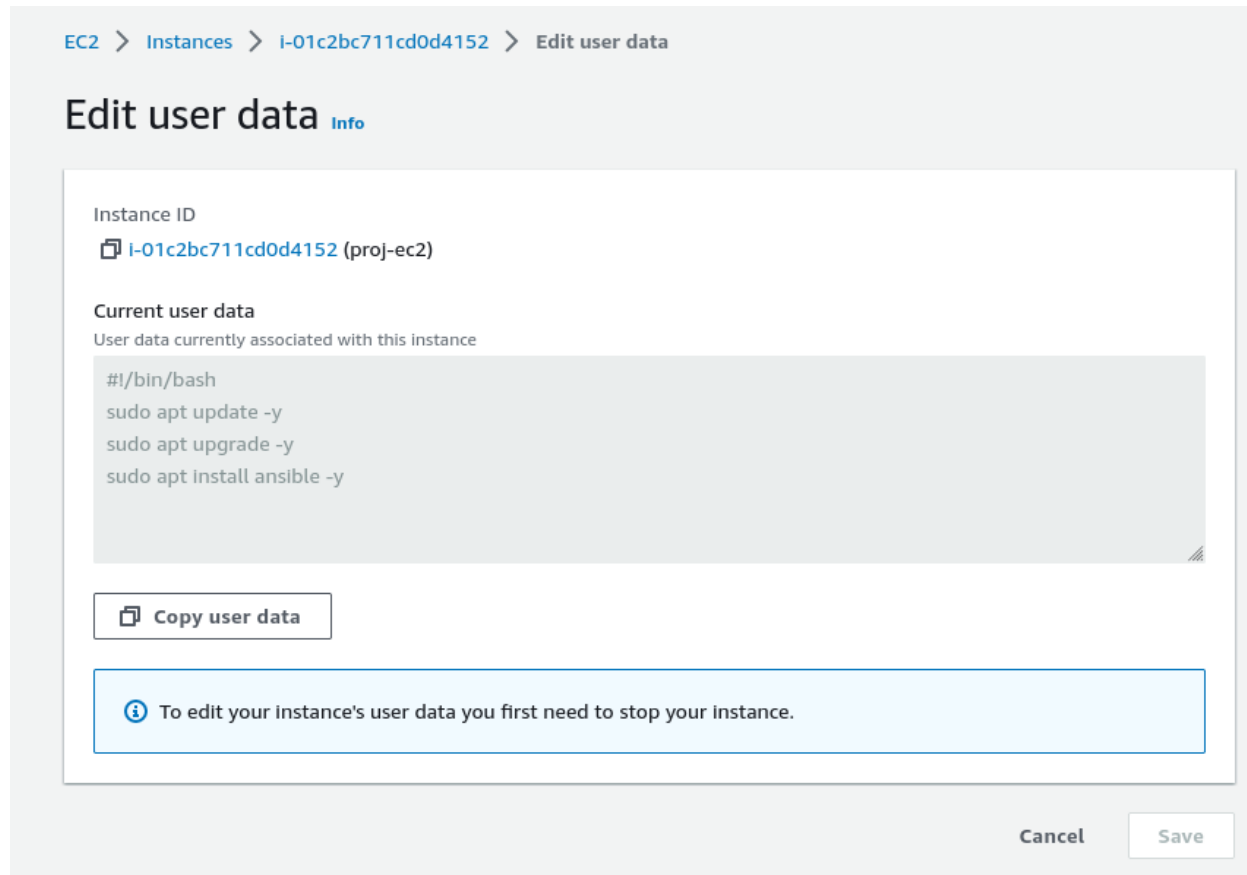 EC2 > Instances > i-01c2bc711cd0d4152 > Edit user data
Edit user data Info
Instance ID
i-01c2bc711cd0d4152 (proj-ec2)
Current user data
User data currently associated with this instance
#!/bin/bash
sudo apt update -y
sudo apt upgrade -y
sudo apt install ansible -y
Copy user data
To edit your instance's user data you first need to stop your instance.
Cancel Save